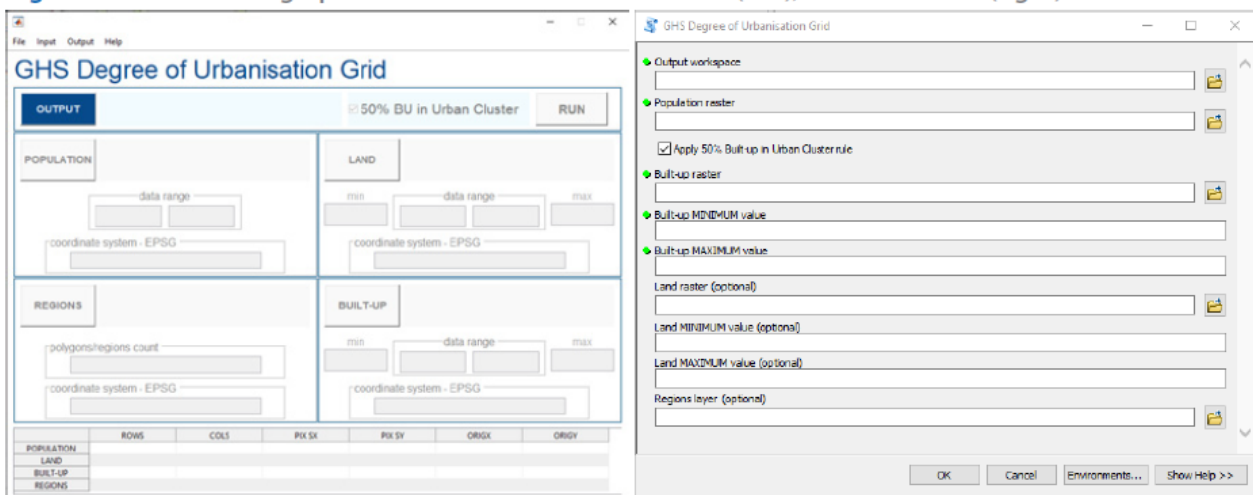 File Input Output Help
GHS Degree of Urbanisation Grid
OUTPUT 50% BU in Urban Cluster RUN
POPULATION
data range
coordinate system - EPSG
LAND
min data range max
coordinate system - EPSG
REGIONS
polygons/regions count
coordinate system - EPSG
BUILT-UP
min data range max
coordinate system - EPSG
ROWS COLS PIX SX PIX SY ORIGX ORIGY
POPULATION
LAND
BUILT-UP
REGIONS
GHS Degree of Urbanisation Grid
Output workspace
Population raster
Apply 50% Built-up in Urban Cluster rule
Built-up raster
Built-up MINIMUM value
Built-up MAXIMUM value
Land raster (optional)
Land MINIMUM value (optional)
Land MAXIMUM value (optional)
Regions layer (optional)
OK Cancel Environments... Show Help >>